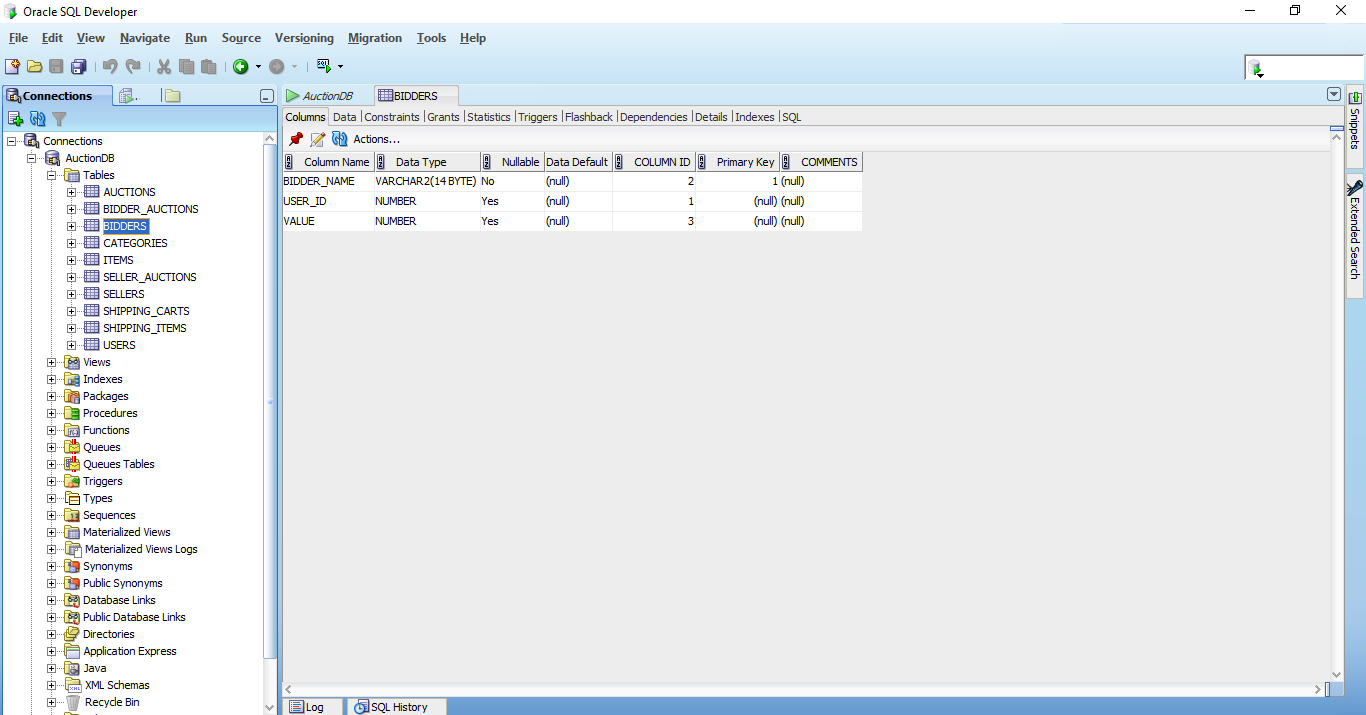 Oracle SQL Developer
File Edit View Navigate Run Source Versioning Migration Tools Help
SQL
Connections
AuctionDB BIDDERS
Columns Data Constraints Grants Statistics Triggers Flashback Dependencies Details Indexes SQL
Actions...
Column Name Data Type Nullable Data Default COLUMN ID Primary Key COMMENTS
BIDDER_NAME VARCHAR2(14 BYTE) No (null) 2 1 (null)
USER_ID NUMBER Yes (null) 1 (null) (null)
VALUE NUMBER Yes (null) 3 (null) (null)
Connections
AuctionDB
Tables
AUCTIONS
BIDDER_AUCTIONS
BIDDERS
CATEGORIES
ITEMS
SELLER_AUCTIONS
SELLERS
SHIPPING_CARTS
SHIPPING_ITEMS
USERS
Views
Indexes
Packages
Procedures
Functions
Queues
Queues Tables
Triggers
Types
Sequences
Materialized Views
Materialized Views Logs
Synonyms
Public Synonyms
Database Links
Public Database Links
Directories
Application Express
Java
XML Schemas
Recycle Bin
Snippets
Extended Search
Log SQL History